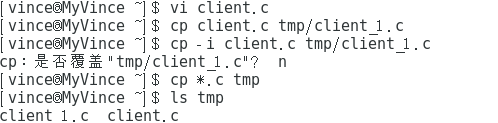 [vince@MyVince ~]$ vi client.c
[vince@MyVince ~]$ cp client.c tmp/client_1.c
[vince@MyVince ~]$ cp -i client.c tmp/client_1.c
cp：是否覆盖"tmp/client_1.c"? n
[vince@MyVince ~]$ cp *.c tmp
[vince@MyVince ~]$ ls tmp
client_1.c client.c